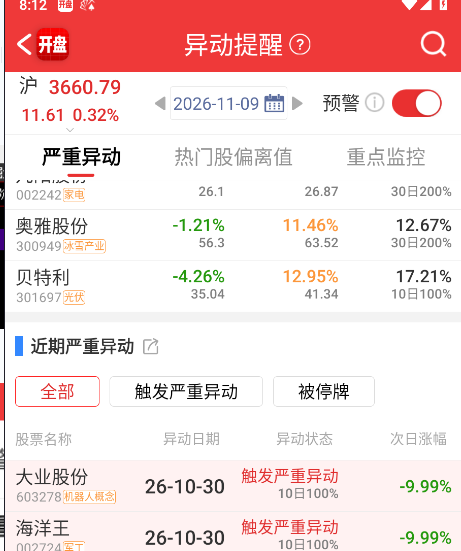 8:12
开盘
异动提醒 ?
沪 3660.79
11.61 0.32%
2026-11-09
预警
严重异动 热门股偏离值 重点监控
002242 家电 26.1 26.87 30日200%
奥雅股份 -1.21% 11.46% 12.67%
300949 冰雪产业 56.3 63.52 30日200%
贝特利 -4.26% 12.95% 17.21%
301697 光伏 35.04 41.34 10日100%
近期严重异动
全部 触发严重异动 被停牌
股票名称 异动日期 异动状态 次日涨幅
大业股份 26-10-30 触发严重异动 -9.99%
603278 机器人概念 10日100%
海洋王 26-10-30 触发严重异动 -9.99%
002724 军工 10日100%